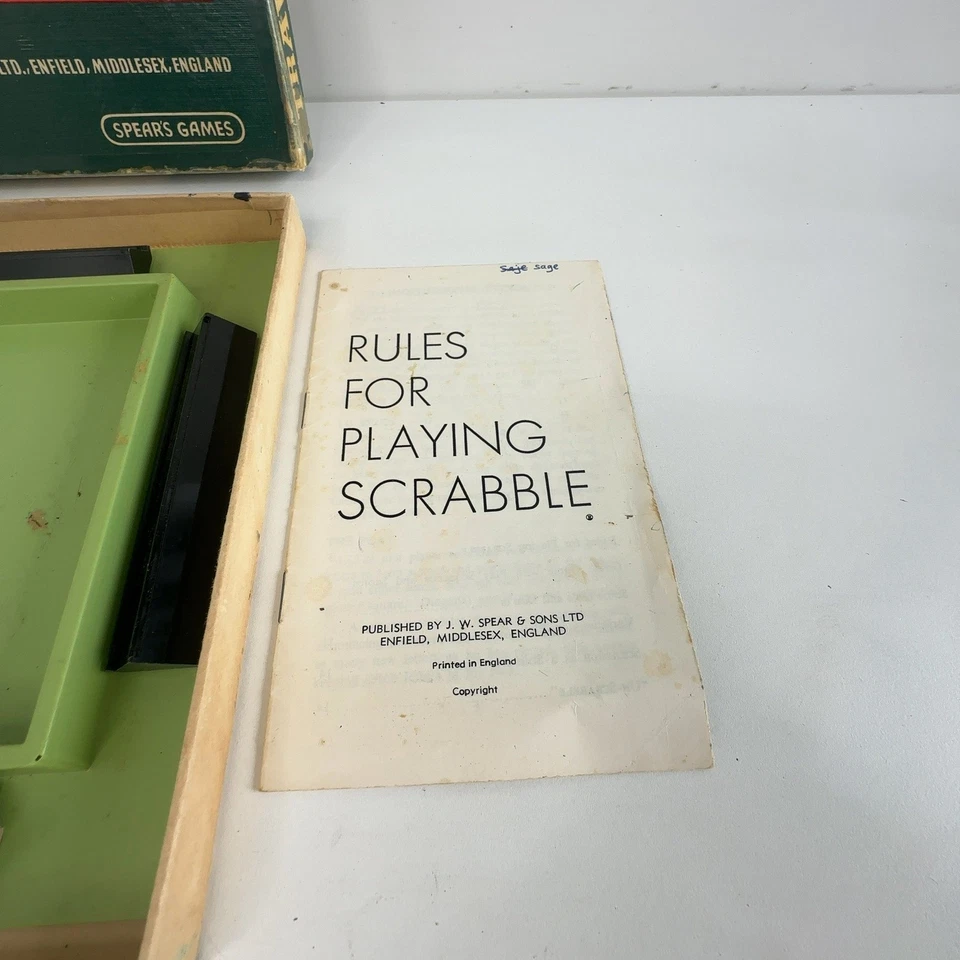 LTD., ENFIELD, MIDDLESEX, ENGLAND
SPEAR'S GAMES
TRAV
saje sage
RULES
FOR
PLAYING
SCRABBLE
®
PUBLISHED BY J. W. SPEAR & SONS LTD
ENFIELD, MIDDLESEX, ENGLAND
Printed in England
Copyright